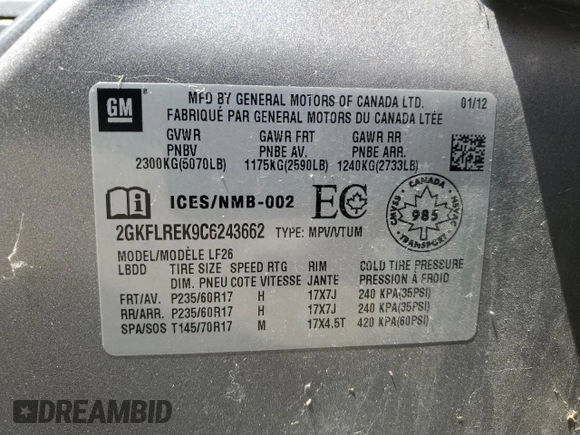 GM
MFD BY GENERAL MOTORS OF CANADA LTD. 01/12
FABRIQUÉ PAR GENERAL MOTORS DU CANADA LTÉE
GVWR GAWR FRT GAWR RR
PNBV PNBE AV. PNBE ARR.
2300KG(5070LB) 1175KG(2590LB) 1240KG(2733LB)
i ICES/NMB-002 EC
CANADA
CMVSS 985 NSVAC
TRANSPORT
2GKFLREK9C6243662 TYPE: MPV/VTUM
MODEL/MODÈLE LF26
LBDD TIRE SIZE SPEED RTG RIM COLD TIRE PRESSURE
DIM. PNEU COTE VITESSE JANTE PRESSION À FROID
FRT/AV. P235/60R17 H 17X7J 240 KPA(35PSI)
RR/ARR. P235/60R17 H 17X7J 240 KPA(35PSI)
SPA/SOS T145/70R17 M 17X4.5T 420 KPA(60PSI)
DREAMBID